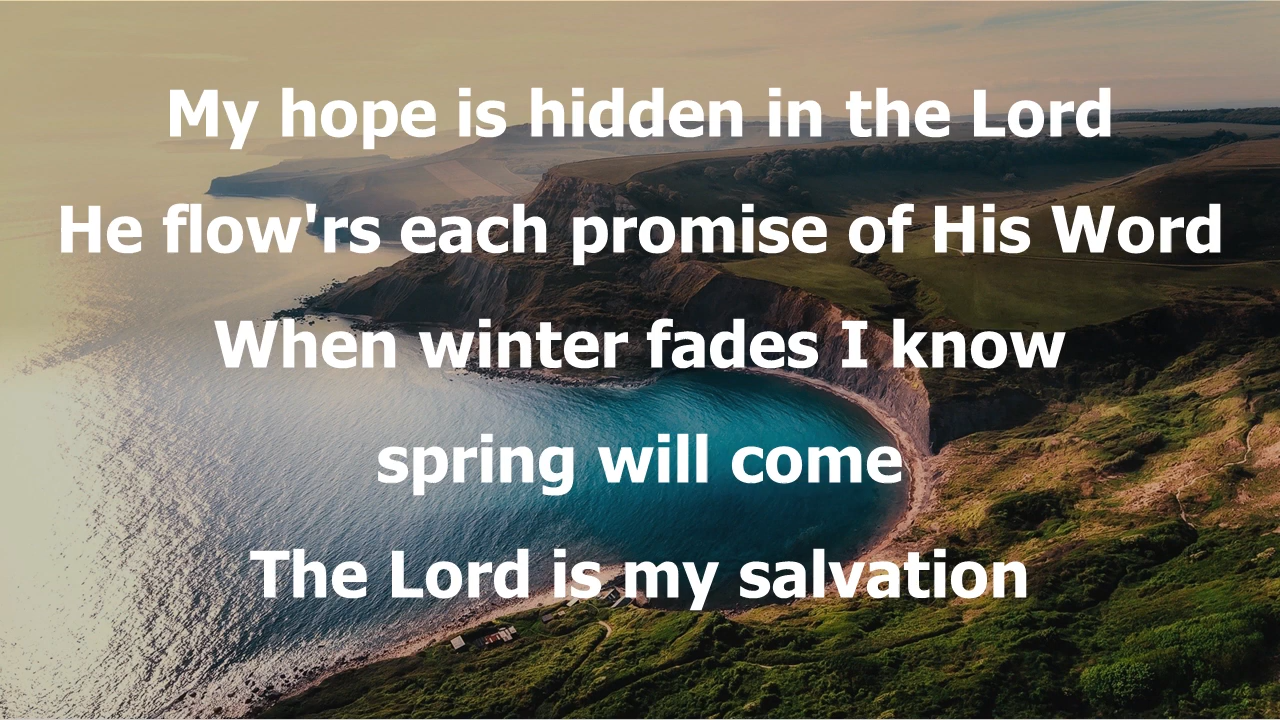 My hope is hidden in the Lord
He flow'rs each promise of His Word
When winter fades I know
spring will come
The Lord is my salvation